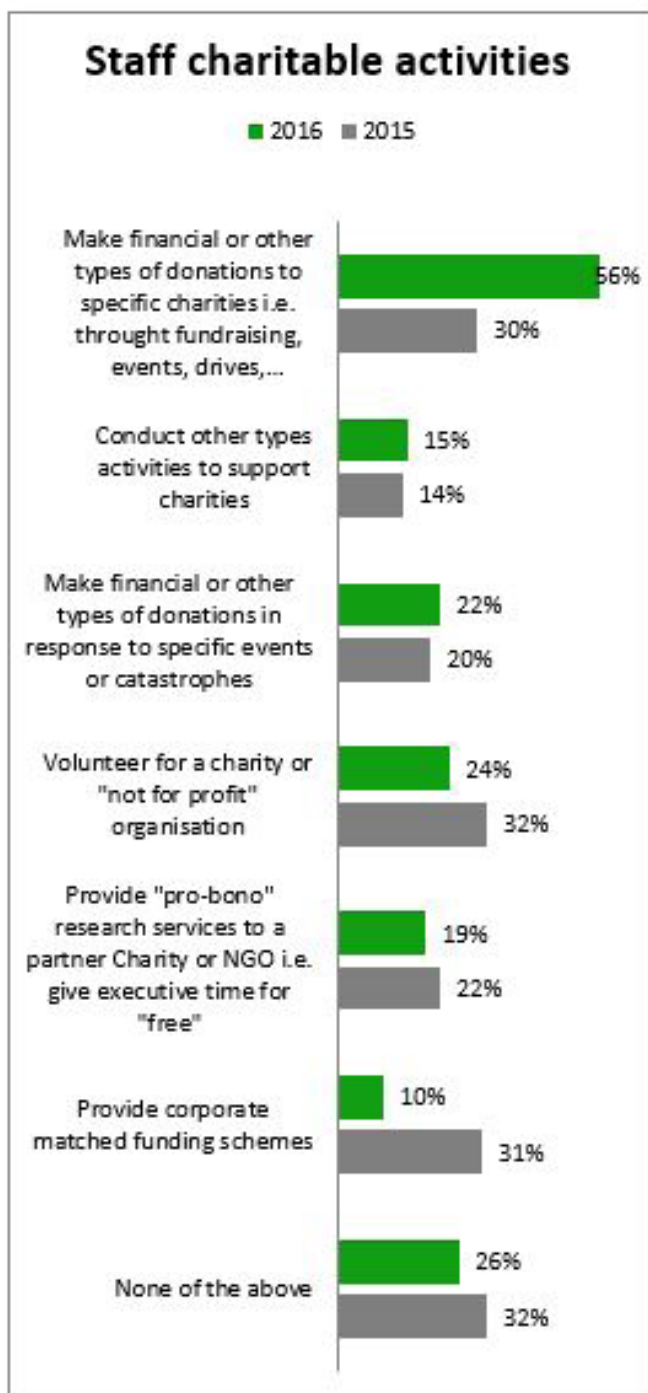 Staff charitable activities
2016 2015
Make financial or other
types of donations to
specific charities i.e.
throught fundraising,
events, drives,...
56%
30%
Conduct other types
activities to support
charities
15%
14%
Make financial or other
types of donations in
response to specific events
or catastrophes
22%
20%
Volunteer for a charity or
"not for profit"
organisation
24%
32%
Provide "pro-bono"
research services to a
partner Charity or NGO i.e.
give executive time for
"free"
19%
22%
Provide corporate
matched funding schemes
10%
31%
None of the above
26%
32%